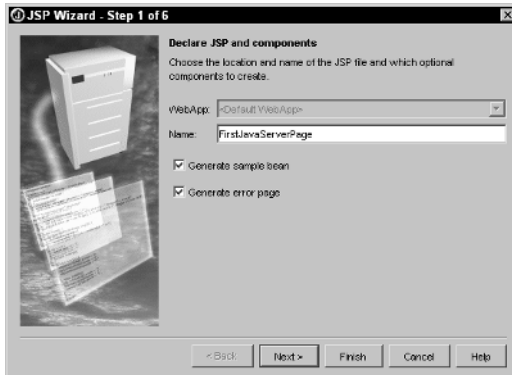 JSP Wizard - Step 1 of 6
Declare JSP and components
Choose the location and name of the JSP file and which optional
components to create.
WebApp: <Default WebApp>
Name: FirstJavaServerPage
Generate sample bean
Generate error page
< Back Next > Finish Cancel Help